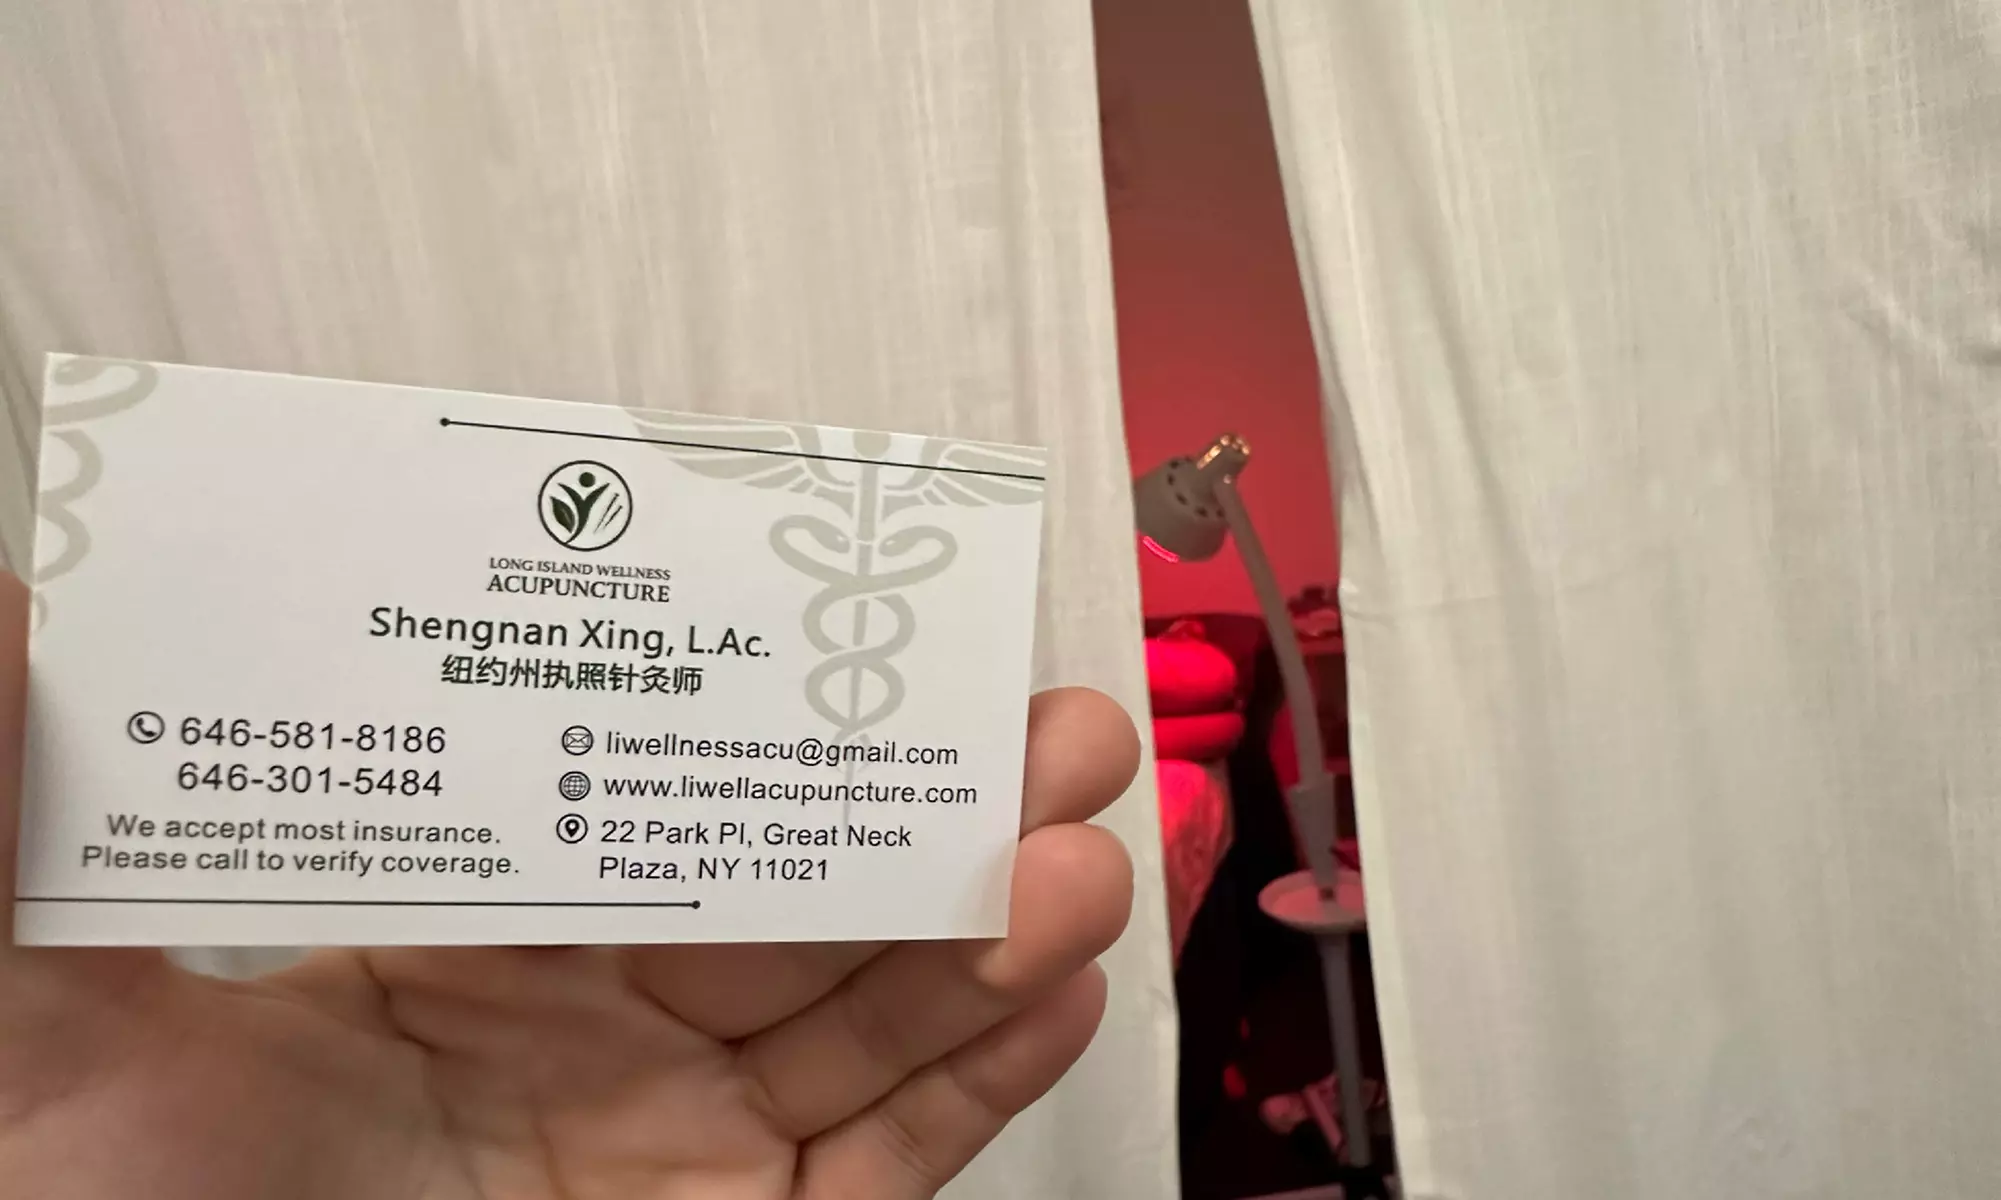 LONG ISLAND WELLNESS
ACUPUNCTURE
Shengnan Xing, L.Ac.
纽约州执照针灸师
646-581-8186
646-301-5484
We accept most insurance.
Please call to verify coverage.
liwellnessacu@gmail.com
www.liwellacupuncture.com
22 Park Pl, Great Neck
Plaza, NY 11021